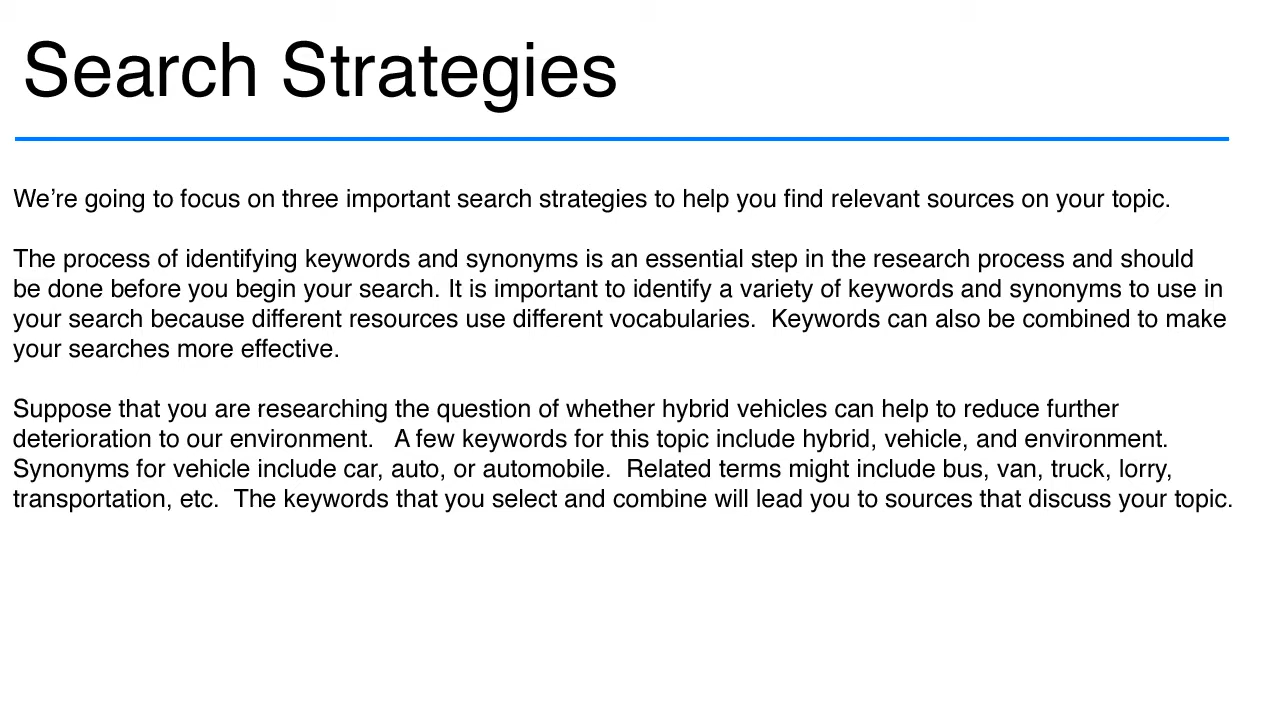 Search Strategies
We’re going to focus on three important search strategies to help you find relevant sources on your topic.
The process of identifying keywords and synonyms is an essential step in the research process and should
be done before you begin your search. It is important to identify a variety of keywords and synonyms to use in
your search because different resources use different vocabularies.  Keywords can also be combined to make
your searches more effective.
Suppose that you are researching the question of whether hybrid vehicles can help to reduce further
deterioration to our environment.   A few keywords for this topic include hybrid, vehicle, and environment.
Synonyms for vehicle include car, auto, or automobile.  Related terms might include bus, van, truck, lorry,
transportation, etc.  The keywords that you select and combine will lead you to sources that discuss your topic.